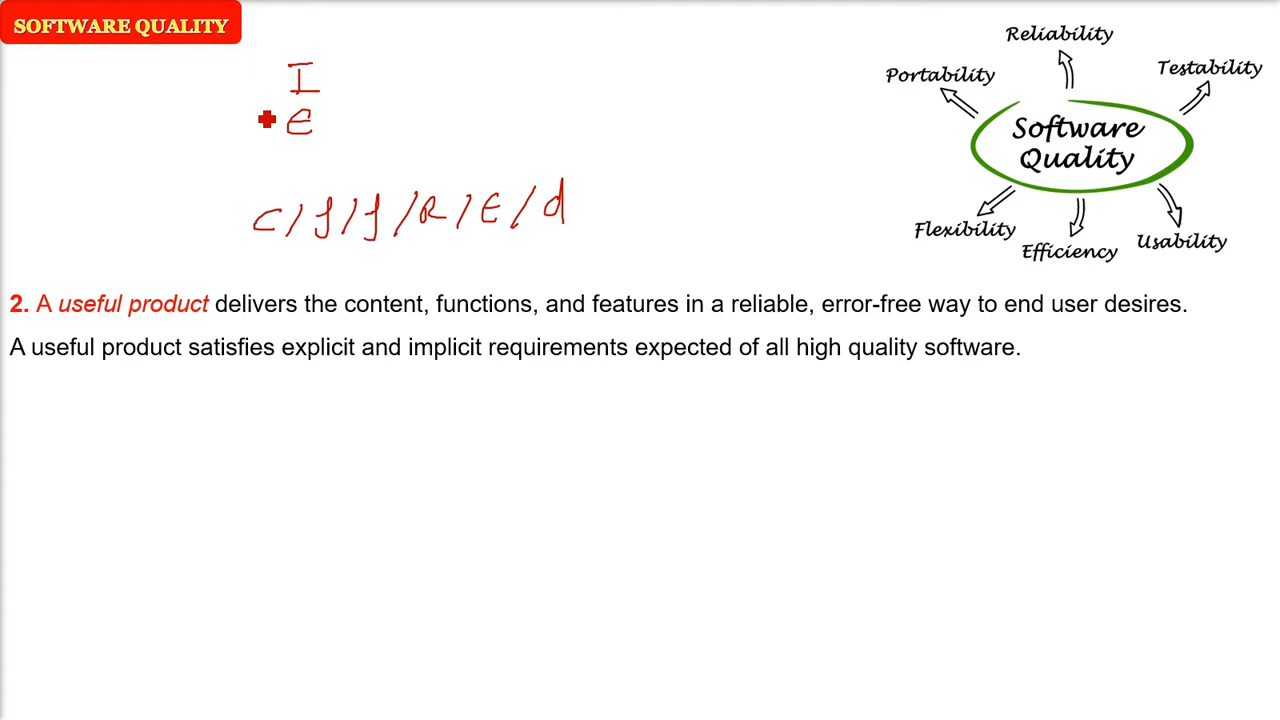 SOFTWARE QUALITY
I
e
C / f / f / R / E / d
Reliability
Portability
Testability
Software
Quality
Flexibility
Efficiency
Usability
2. A useful product delivers the content, functions, and features in a reliable, error-free way to end user desires.
A useful product satisfies explicit and implicit requirements expected of all high quality software.